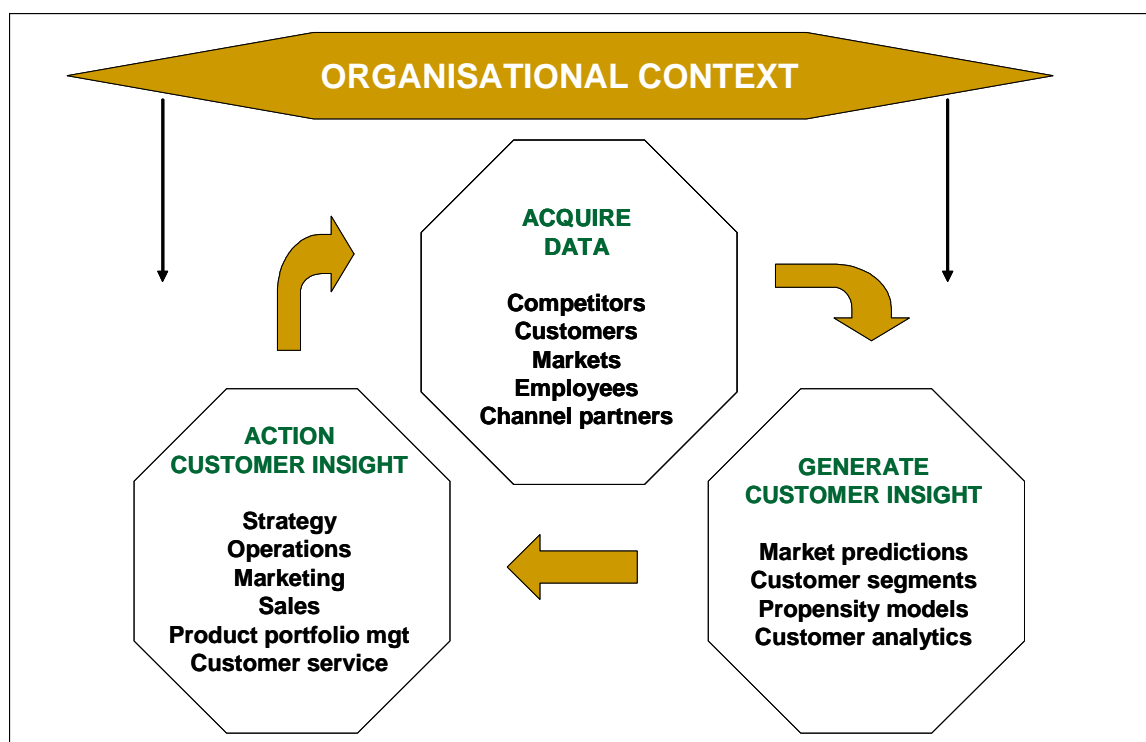 ORGANISATIONAL CONTEXT
ACQUIRE
DATA
Competitors
Customers
Markets
Employees
Channel partners
ACTION
CUSTOMER INSIGHT
Strategy
Operations
Marketing
Sales
Product portfolio mgt
Customer service
GENERATE
CUSTOMER INSIGHT
Market predictions
Customer segments
Propensity models
Customer analytics